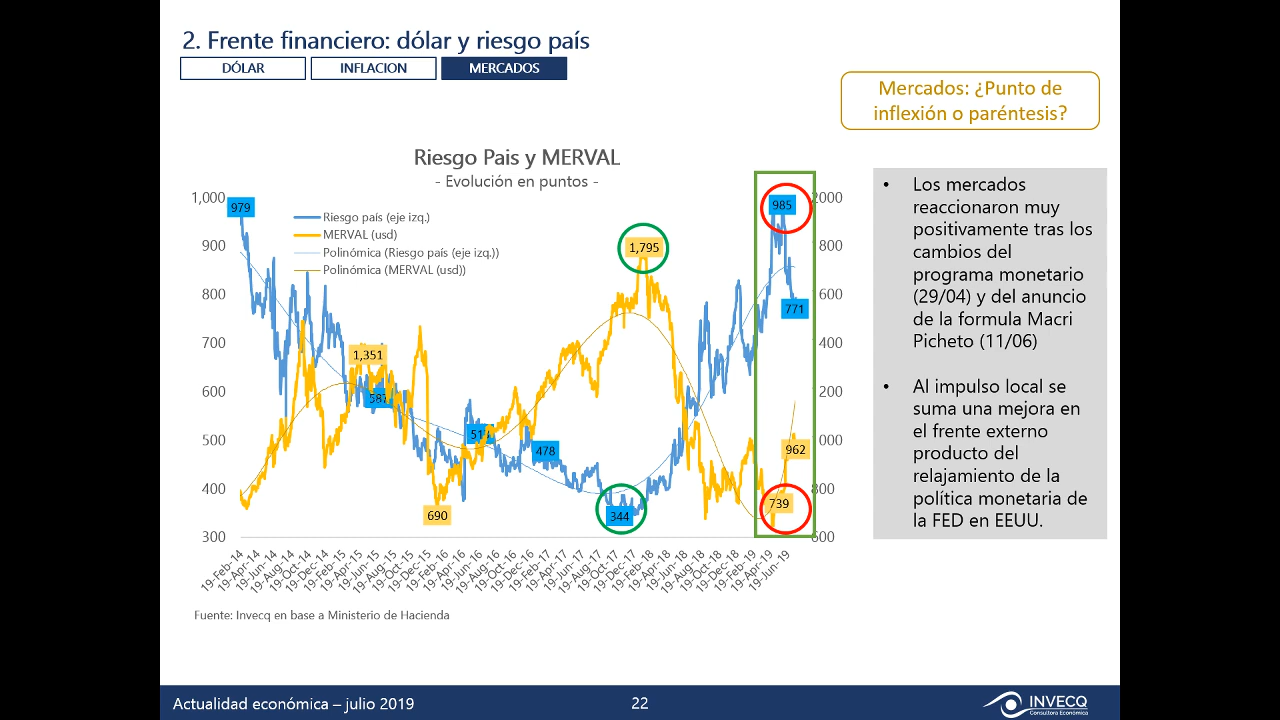 2. Frente financiero: dólar y riesgo país
DÓLAR
INFLACION
MERCADOS
Mercados: ¿Punto de
inflexión o paréntesis?
Riesgo Pais y MERVAL
- Evolución en puntos -
1,000
900
800
700
600
500
400
300
Riesgo país (eje izq.)
MERVAL (usd)
Polinómica (Riesgo país (eje izq.))
Polinómica (MERVAL (usd))
979
1,351
587
690
513
478
1,795
344
985
771
962
739
2000
800
600
400
200
000
800
600
19-Feb-14
19-Apr-14
19-Jun-14
19-Aug-14
19-Oct-14
19-Dec-14
19-Feb-15
19-Apr-15
19-Jun-15
19-Aug-15
19-Oct-15
19-Dec-15
19-Feb-16
19-Apr-16
19-Jun-16
19-Aug-16
19-Oct-16
19-Dec-16
19-Feb-17
19-Apr-17
19-Jun-17
19-Aug-17
19-Oct-17
19-Dec-17
19-Feb-18
19-Apr-18
19-Jun-18
19-Aug-18
19-Oct-18
19-Dec-18
19-Feb-19
19-Apr-19
19-Jun-19
Fuente: Invecq en base a Ministerio de Hacienda
• Los mercados
reaccionaron muy
positivamente tras los
cambios del
programa monetario
(29/04) y del anuncio
de la formula Macri
Picheto (11/06)
• Al impulso local se
suma una mejora en
el frente externo
producto del
relajamiento de la
política monetaria de
la FED en EEUU.
Actualidad económica – julio 2019
22
INVECQ
Consultora Económica